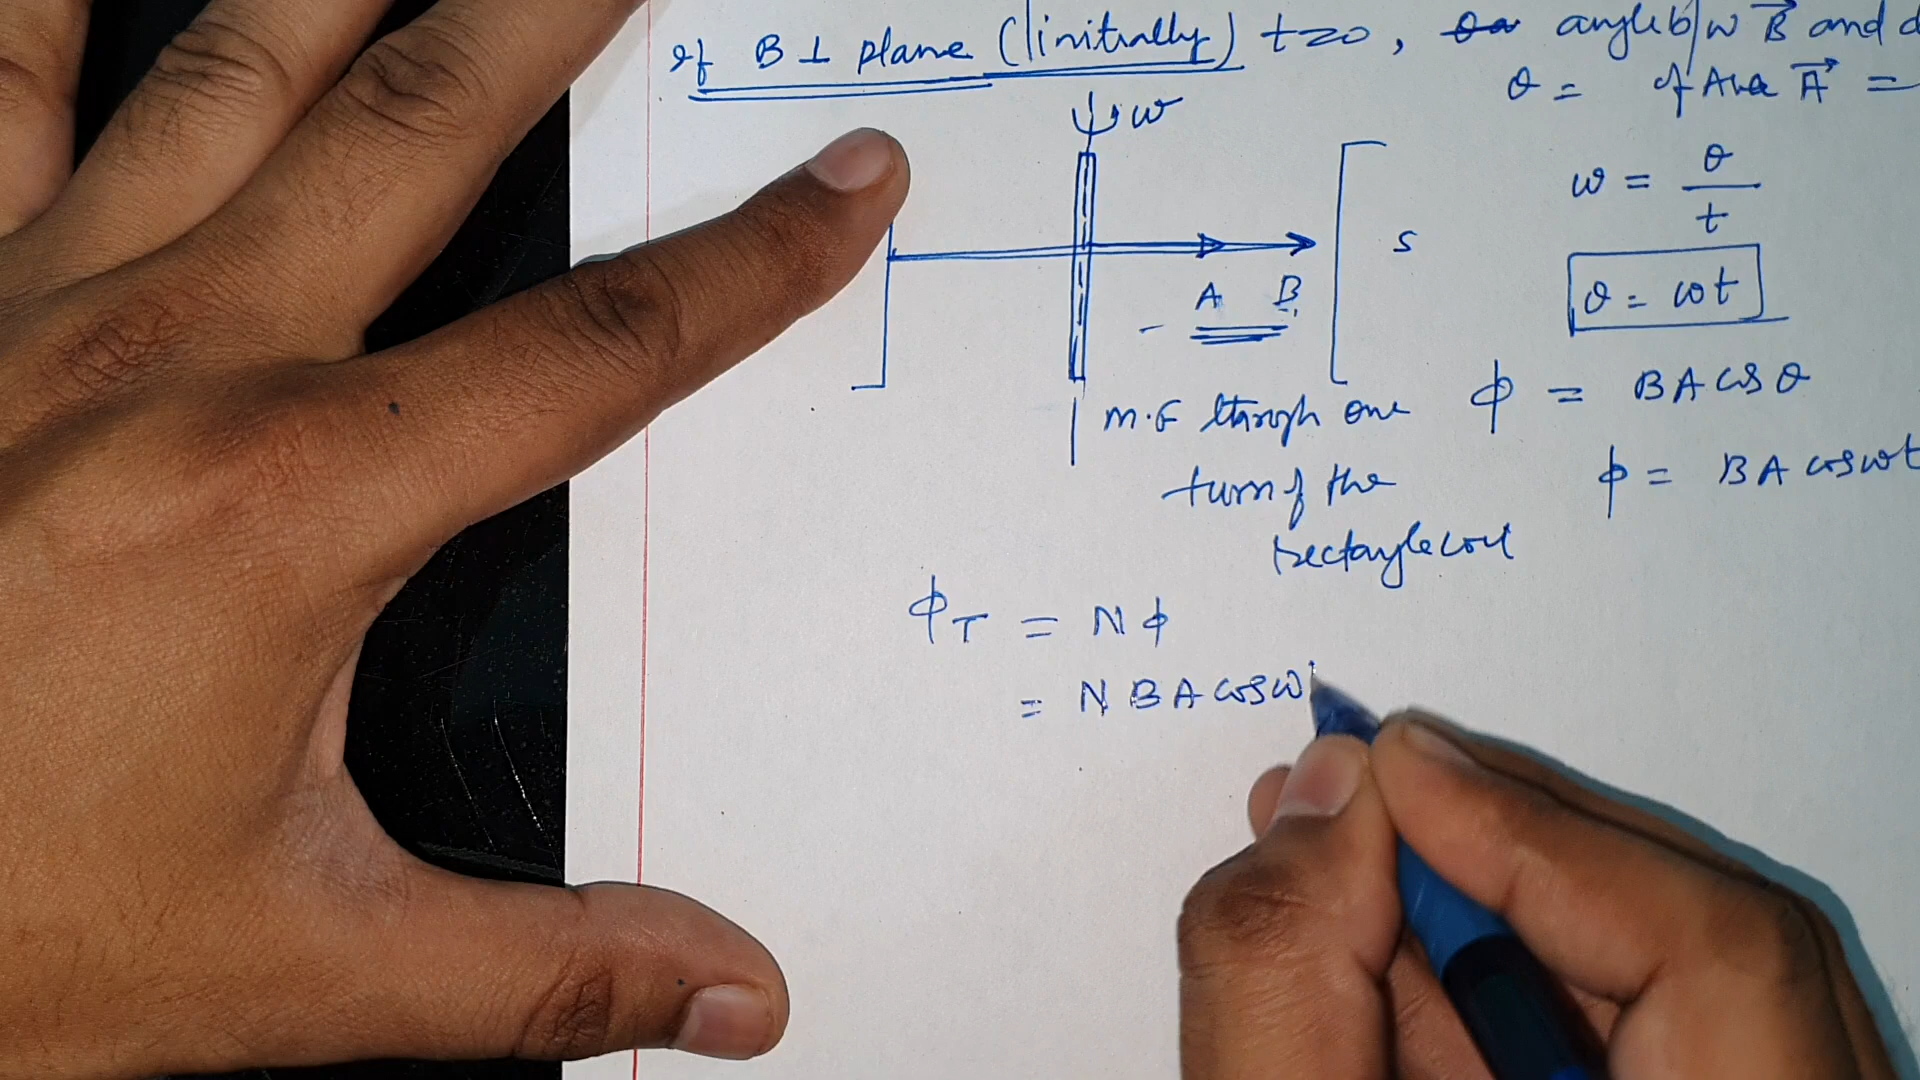 If B ⊥ plane (initially) t=0, angle b/w B⃗ and d
θ = of Area A⃗ =
ω
ω = θ/t
S
A B
θ = ωt
M.F through one
turn of the
rectangle coil
ϕ = BA cos θ
ϕ = BA cos ωt
ϕT = Nϕ
= NBA cos ω